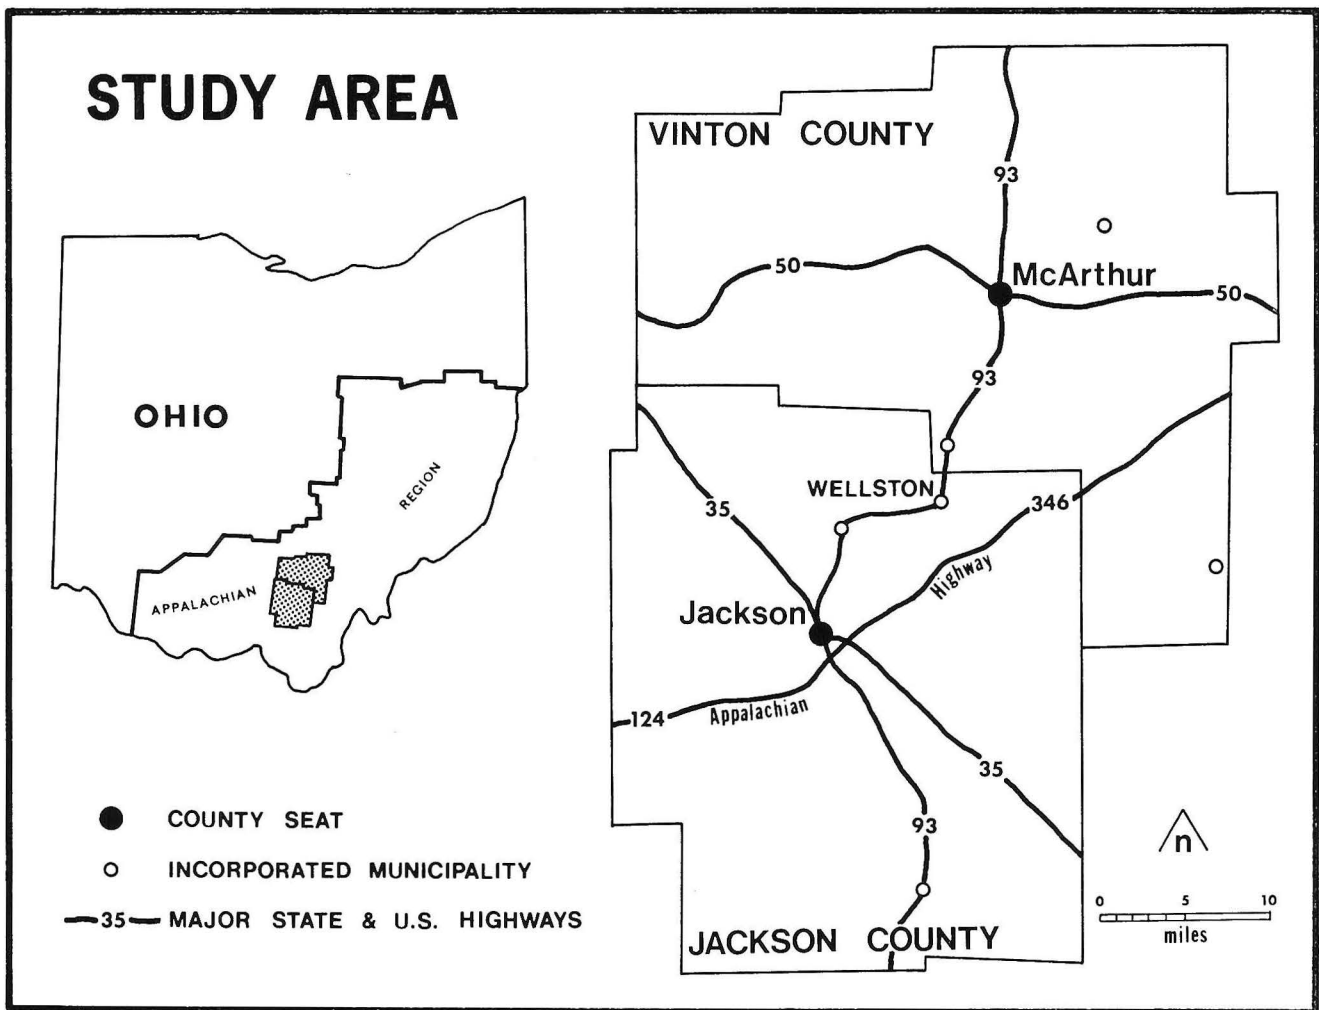 STUDY AREA
OHIO
REGION
APPALACHIAN
VINTON COUNTY
93
50
McArthur
50
93
WELLSTON
35
346
Highway
Jackson
124
Appalachian
35
93
JACKSON COUNTY
COUNTY SEAT
INCORPORATED MUNICIPALITY
35 MAJOR STATE & U.S. HIGHWAYS
n
0 5 10
miles